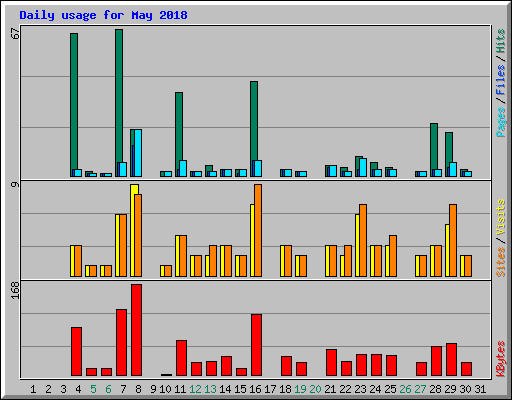 Daily usage for May 2018
67
9
168
Pages / Files / Hits
Sites / Visits
KBytes
1 2 3 4 5 6 7 8 9 10 11 12 13 14 15 16 17 18 19 20 21 22 23 24 25 26 27 28 29 30 31